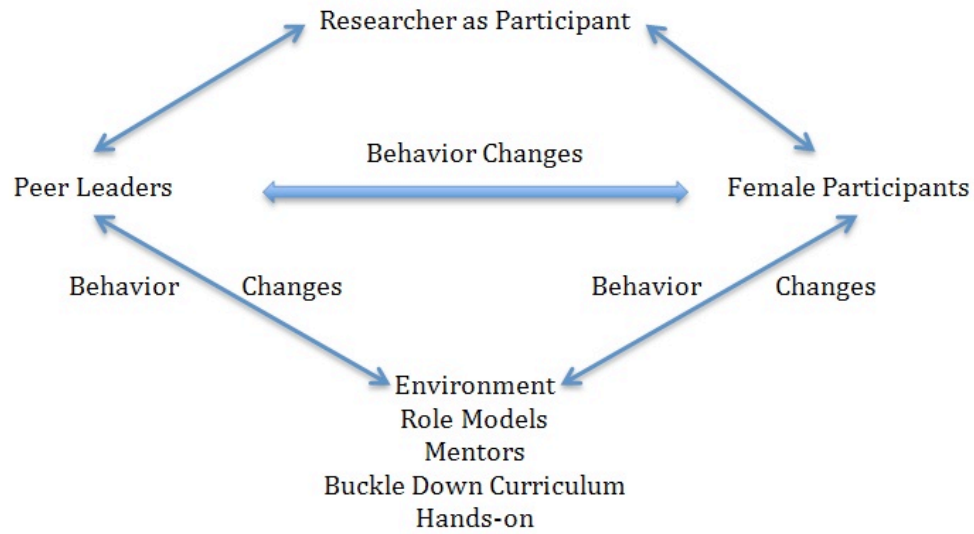 Researcher as Participant
Behavior Changes
Peer Leaders
Female Participants
Behavior Changes
Behavior Changes
Environment
Role Models
Mentors
Buckle Down Curriculum
Hands-on